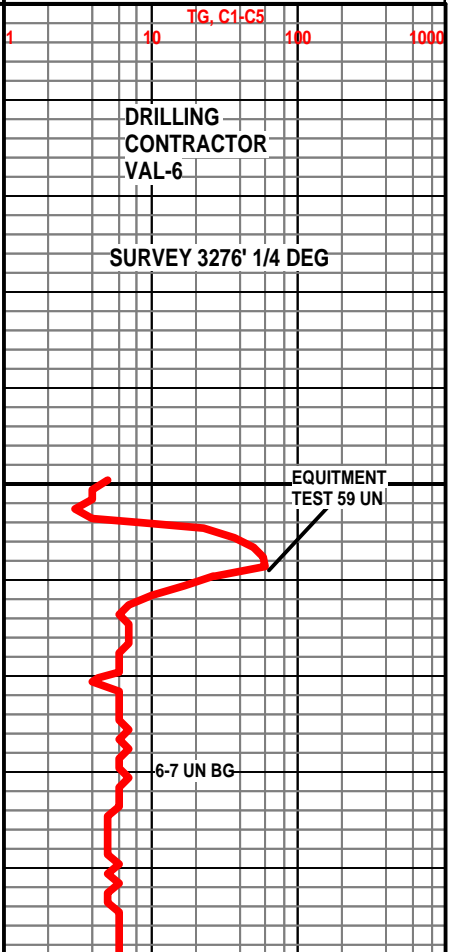 TG, C1-C5
1 10 100 1000
DRILLING
CONTRACTOR
VAL-6
SURVEY 3276' 1/4 DEG
EQUITMENT
TEST 59 UN
6-7 UN BG